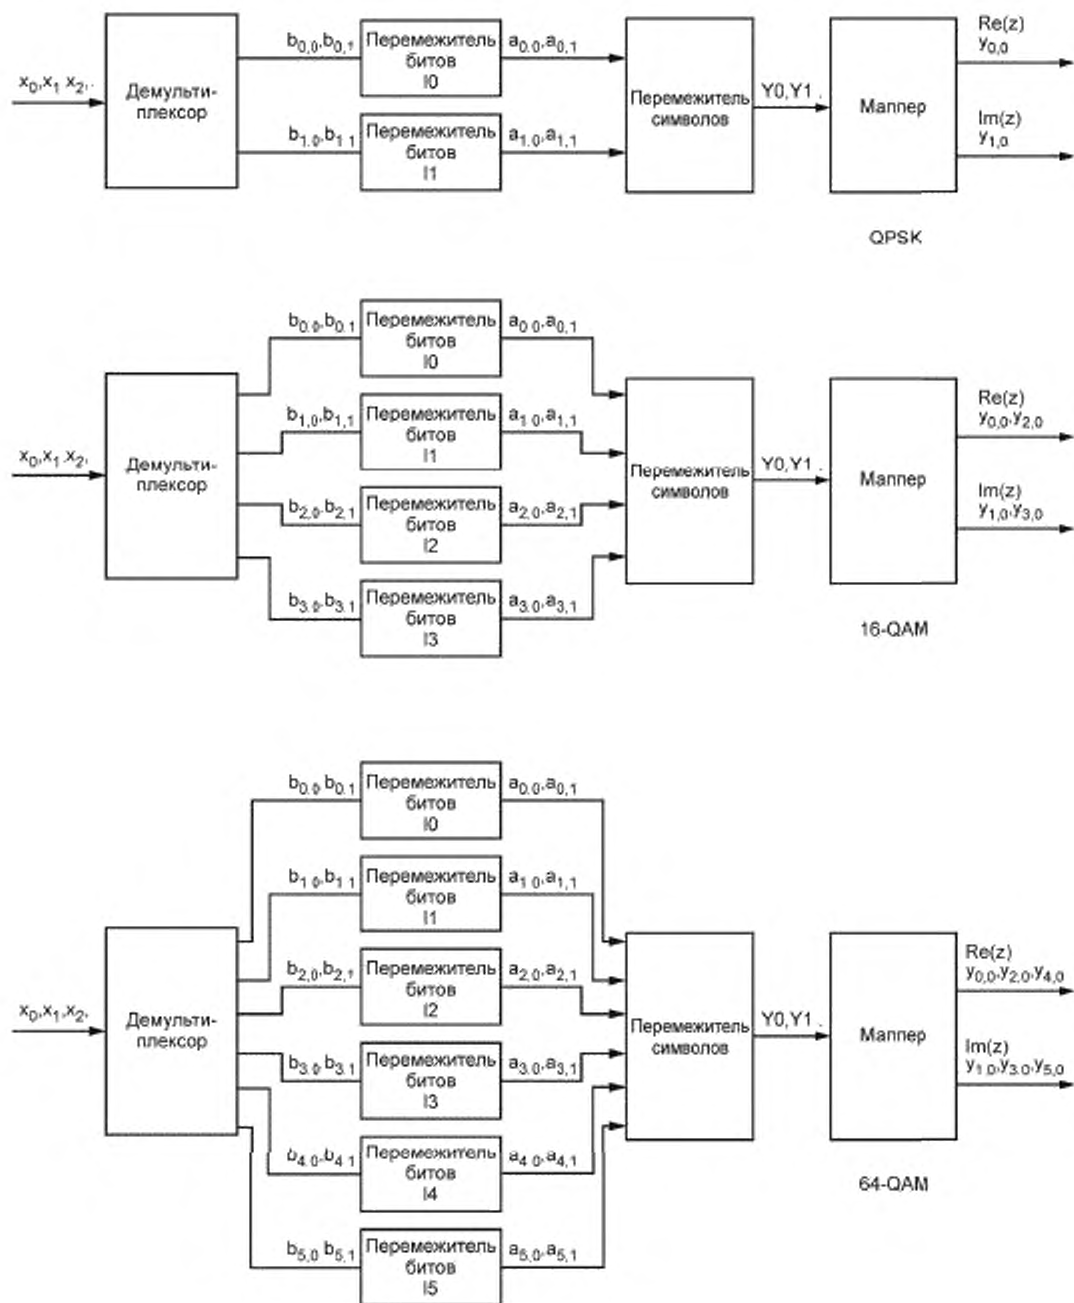 b0,0,b0,1 Перемежитель битов I0 a0.0,a0,1
x0,x1 x2,.
Демульти-
плексор
b1.0,b1 1 Перемежитель битов I1 a1.0,a1,1
Перемежитель
символов
Y0,Y1 .
Маппер
Re(z)
y0,0
Im(z)
y1,0
QPSK
b0.0,b0.1
Перемежитель
битов
I0
a0 0,a0,1
b1,0,b1,1
Перемежитель
битов
I1
a1 0,a1,1
x0,x1 x2,
Демульти-
плексор
b2,0,b2,1
Перемежитель
битов
I2
a2,0,a2,1
b3.0,b3.1
Перемежитель
битов
I3
a3.0,a3,1
Перемежитель
символов
Y0,Y1 .
Маппер
Re(z)
y0,0,y2,0
Im(z)
y1,0,y3,0
16-QAM
b0.0,b0.1
Перемежитель
битов
I0
a0.0,a0,1
b1 0,b1 1
Перемежитель
битов
I1
a1 0,a1,1
b2,0,b2,1
Перемежитель
битов
I2
a2,0,a2,1
x0,x1,x2,
Демульти-
плексор
b3.0,b3.1
Перемежитель
битов
I3
a3.0,a3,1
b4.0,b4 1
Перемежитель
битов
I4
a4 0,a4,1
b5,0 b5,1
Перемежитель
битов
I5
a5,0,a5,1
Перемежитель
символов
Y0,Y1 .
Маппер
Re(z)
y0,0,y2,0,y4,0
Im(z)
y1 0,y3.0,y5,0
64-QAM